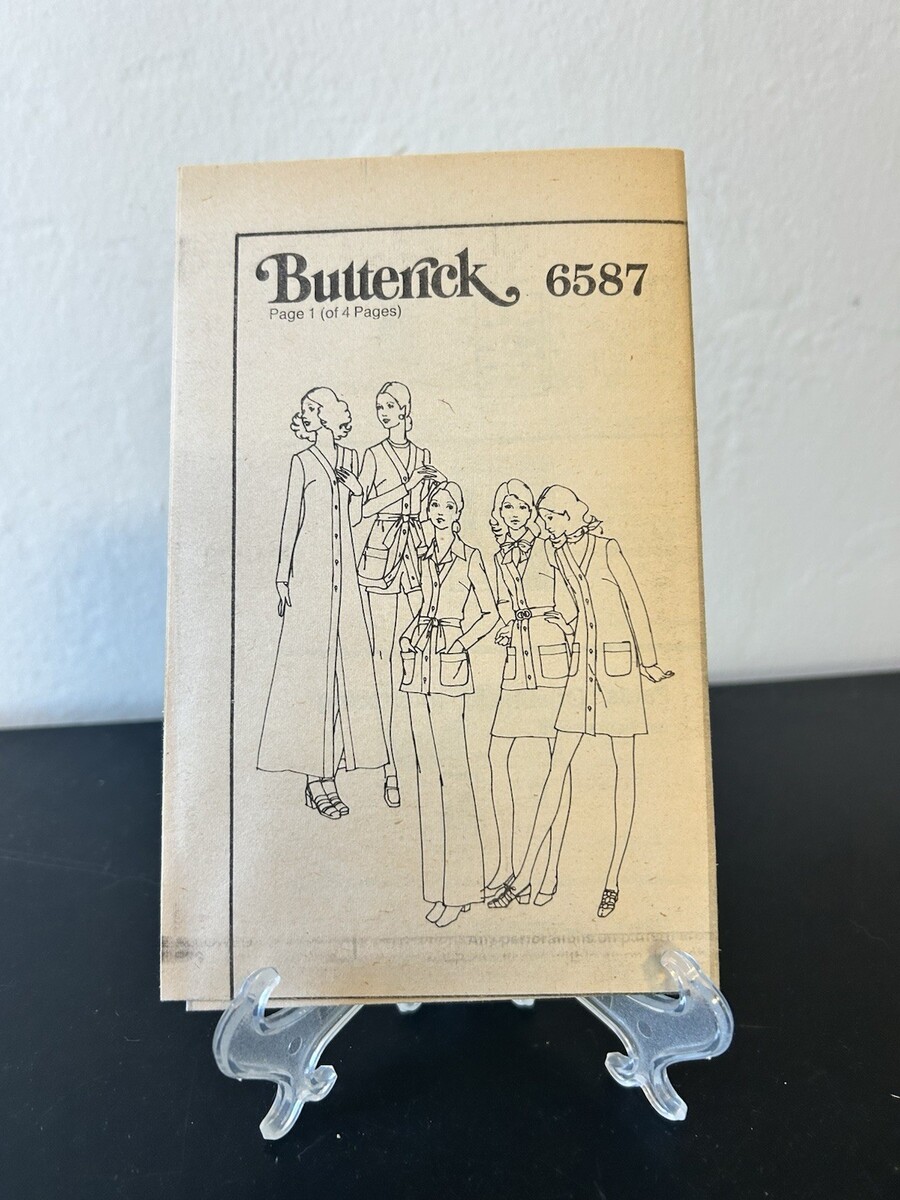 Butterick 6587
Page 1 (of 4 Pages)